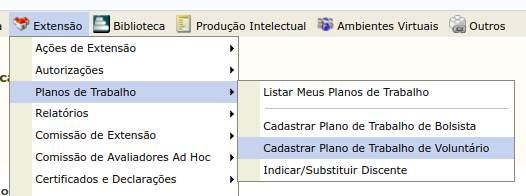 Extensão Biblioteca Produção Intelectual Ambientes Virtuais Outros
Ações de Extensão
Autorizações
Planos de Trabalho
Listar Meus Planos de Trabalho
Relatórios
Comissão de Extensão
Cadastrar Plano de Trabalho de Bolsista
Comissão de Avaliadores Ad Hoc
Cadastrar Plano de Trabalho de Voluntário
Certificados e Declarações
Indicar/Substituir Discente